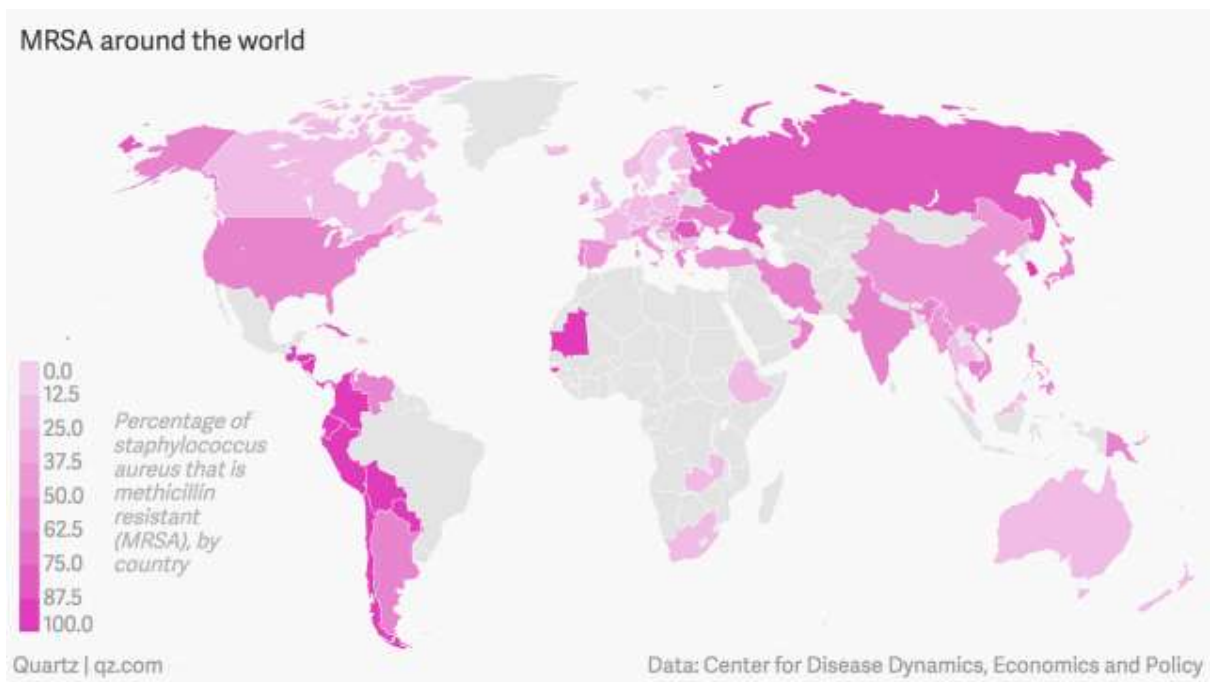 MRSA around the world
0.0
12.5
25.0
37.5
50.0
62.5
75.0
87.5
100.0
Percentage of
staphylococcus
aureus that is
methicillin
resistant
(MRSA), by
country
Quartz | qz.com
Data: Center for Disease Dynamics, Economics and Policy